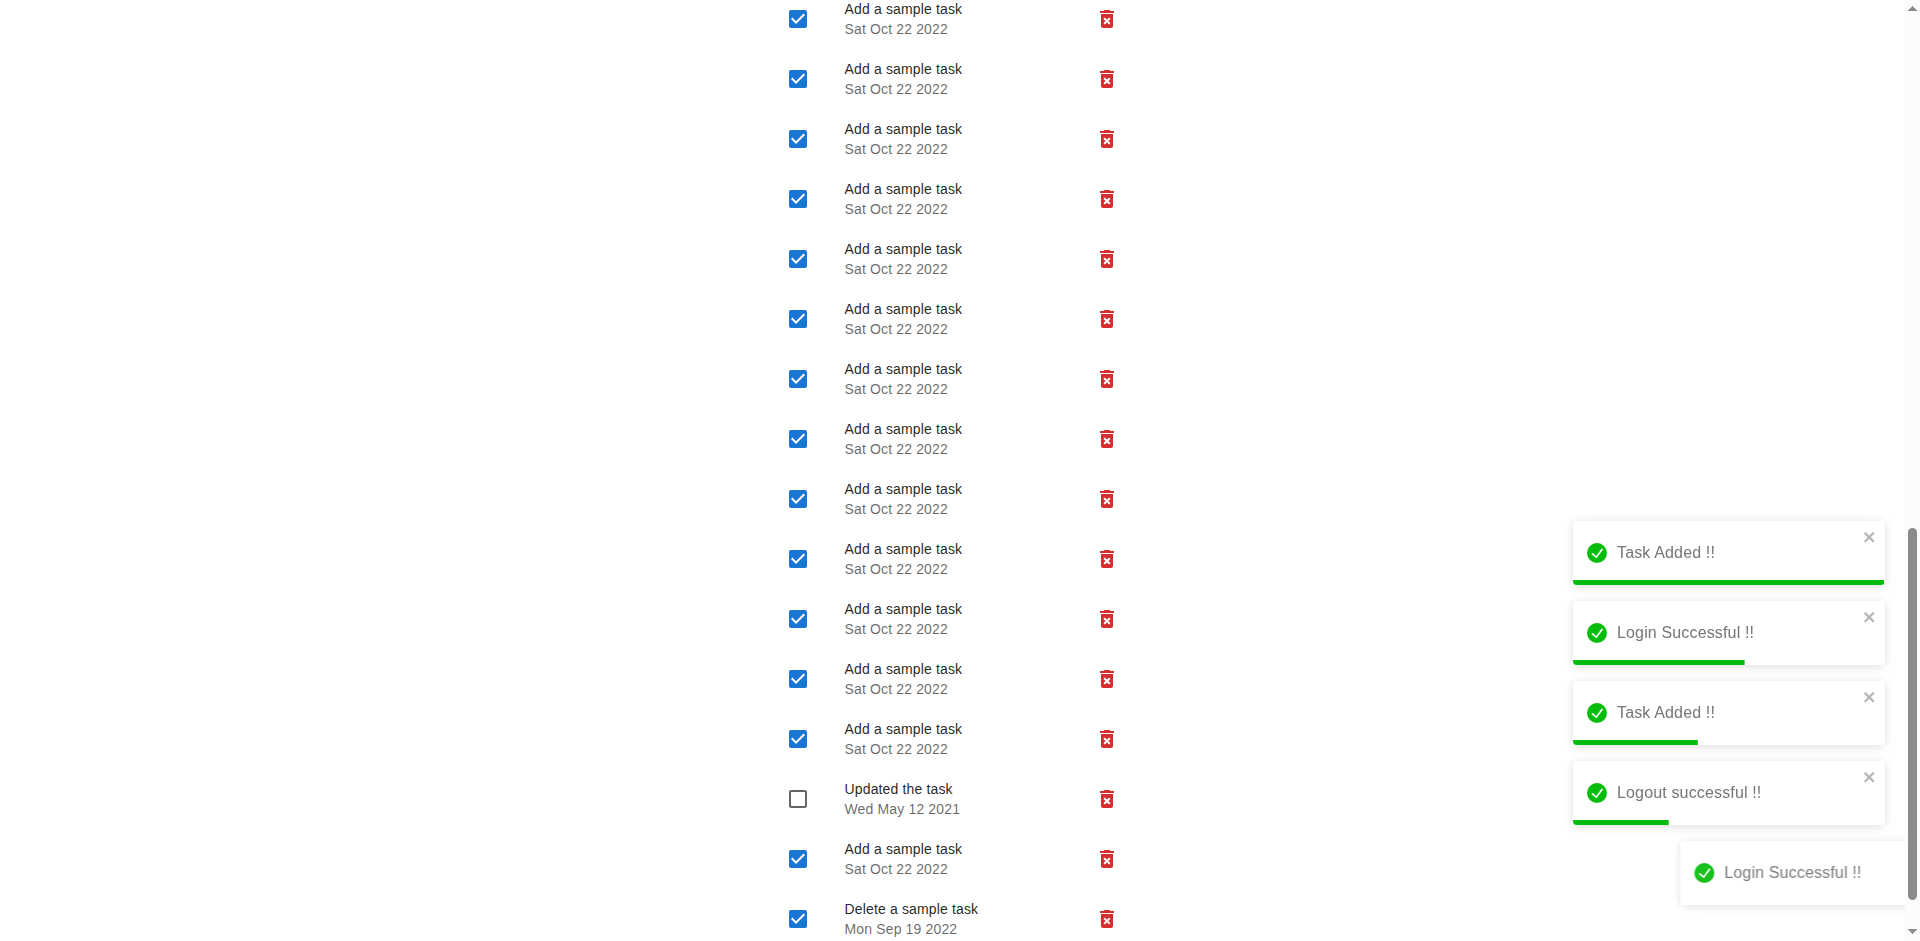 Add a sample task
Sat Oct 22 2022
Add a sample task
Sat Oct 22 2022
Add a sample task
Sat Oct 22 2022
Add a sample task
Sat Oct 22 2022
Add a sample task
Sat Oct 22 2022
Add a sample task
Sat Oct 22 2022
Add a sample task
Sat Oct 22 2022
Add a sample task
Sat Oct 22 2022
Add a sample task
Sat Oct 22 2022
Add a sample task
Sat Oct 22 2022
Add a sample task
Sat Oct 22 2022
Add a sample task
Sat Oct 22 2022
Add a sample task
Sat Oct 22 2022
Updated the task
Wed May 12 2021
Add a sample task
Sat Oct 22 2022
Delete a sample task
Mon Sep 19 2022
Task Added !!
Login Successful !!
Task Added !!
Logout successful !!
Login Successful !!